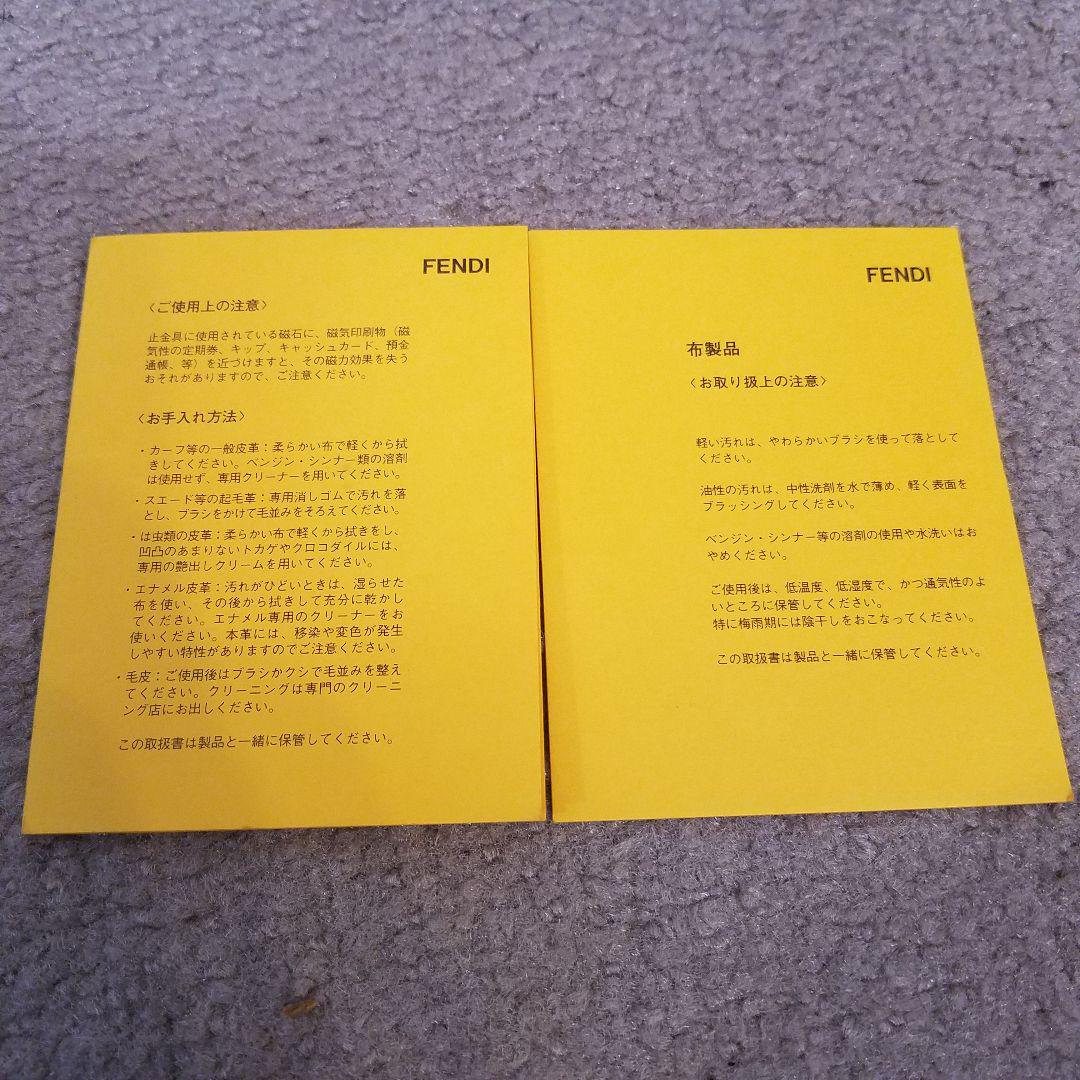 FENDI
〈ご使用上の注意〉
止金具に使用されている磁石に、磁気印刷物（磁
気性の定期券、キップ、キャッシュカード、預金
通帳、等）を近づけますと、その磁力効果を失う
おそれがありますので、ご注意ください。
〈お手入れ方法〉
・カーフ等の一般皮革：柔らかい布で軽くから拭
きしてください。ベンジン・シンナー類の溶剤
は使用せず、専用クリーナーを用いてください。
・スエード等の起毛革：専用消しゴムで汚れを落
とし、ブラシをかけて毛並みをそろえてください。
・は虫類の皮革：柔らかい布で軽くから拭きをし、
凹凸のあまりないトカゲやクロコダイルには、
専用の艶出しクリームを用いてください。
・エナメル皮革：汚れがひどいときは、湿らせた
布を使い、その後から拭きして充分に乾かし
てください。エナメル専用のクリーナーをお
使いください。本革には、移染や変色が発生
しやすい特性がありますのでご注意ください。
・毛皮：ご使用後はブラシかクシで毛並みを整え
てください。クリーニングは専門のクリーニ
ング店にお出しください。
この取扱書は製品と一緒に保管してください。
FENDI
布製品
〈お取り扱上の注意〉
軽い汚れは、やわらかいブラシを使って落として
ください。
油性の汚れは、中性洗剤を水で薄め、軽く表面を
ブラッシングしてください。
ベンジン・シンナー等の溶剤の使用や水洗いはお
やめください。
ご使用後は、低温度、低湿度で、かつ通気性のよ
いところに保管してください。
特に梅雨期には陰干しをおこなってください。
この取扱書は製品と一緒に保管してください。